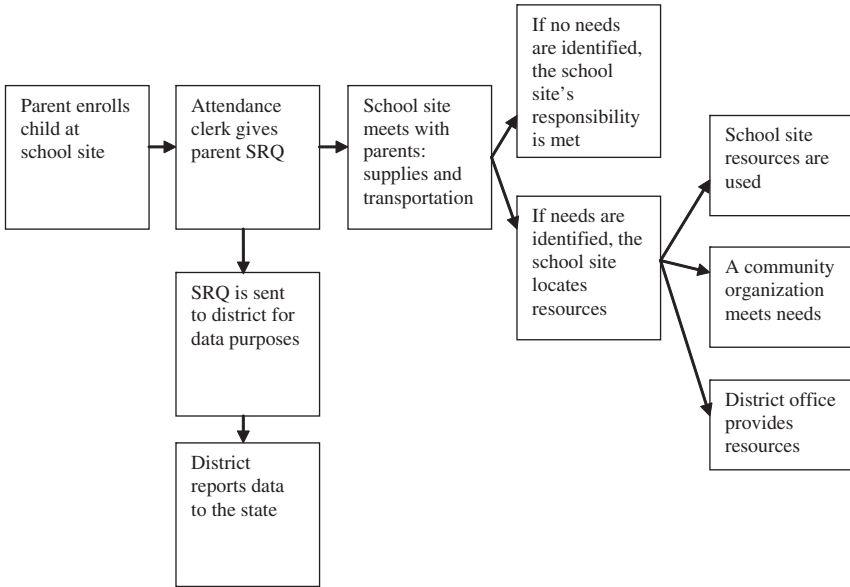 Parent enrolls
child at
school site
Attendance
clerk gives
parent SRQ
School site
meets with
parents:
supplies and
transportation
If no needs
are identified,
the school
site’s
responsibility
is met
If needs are
identified, the
school site
locates
resources
School site
resources are
used
A community
organization
meets needs
District office
provides
resources
SRQ is sent
to district for
data purposes
District
reports data
to the state